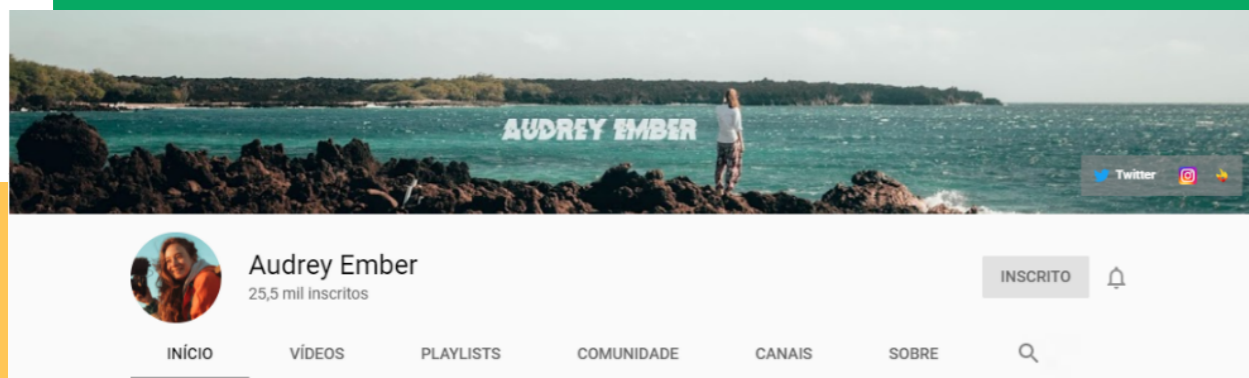 AUDREY EMBER
Twitter
Audrey Ember
25,5 mil inscritos
INSCRITO
INÍCIO
VÍDEOS
PLAYLISTS
COMUNIDADE
CANAIS
SOBRE